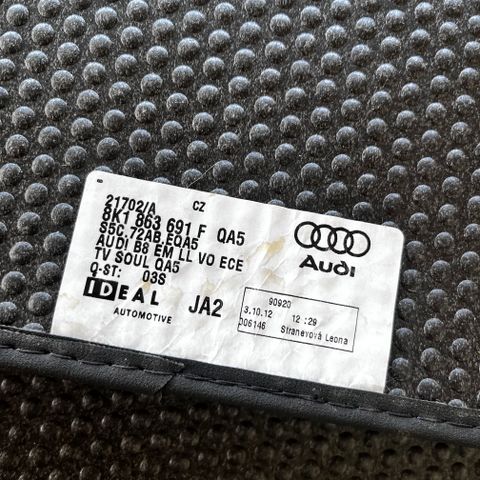 21702/A CZ
8K1 863 691 F QA5
S5C.72AB.EQA5
AUDI B8 EM LL VO ECE
TV SOUL QA5
Q-ST: 03S
IDEAL
AUTOMOTIVE
JA2
Audi
90920
3.10.12 12:29
006146 Stranevová Leona